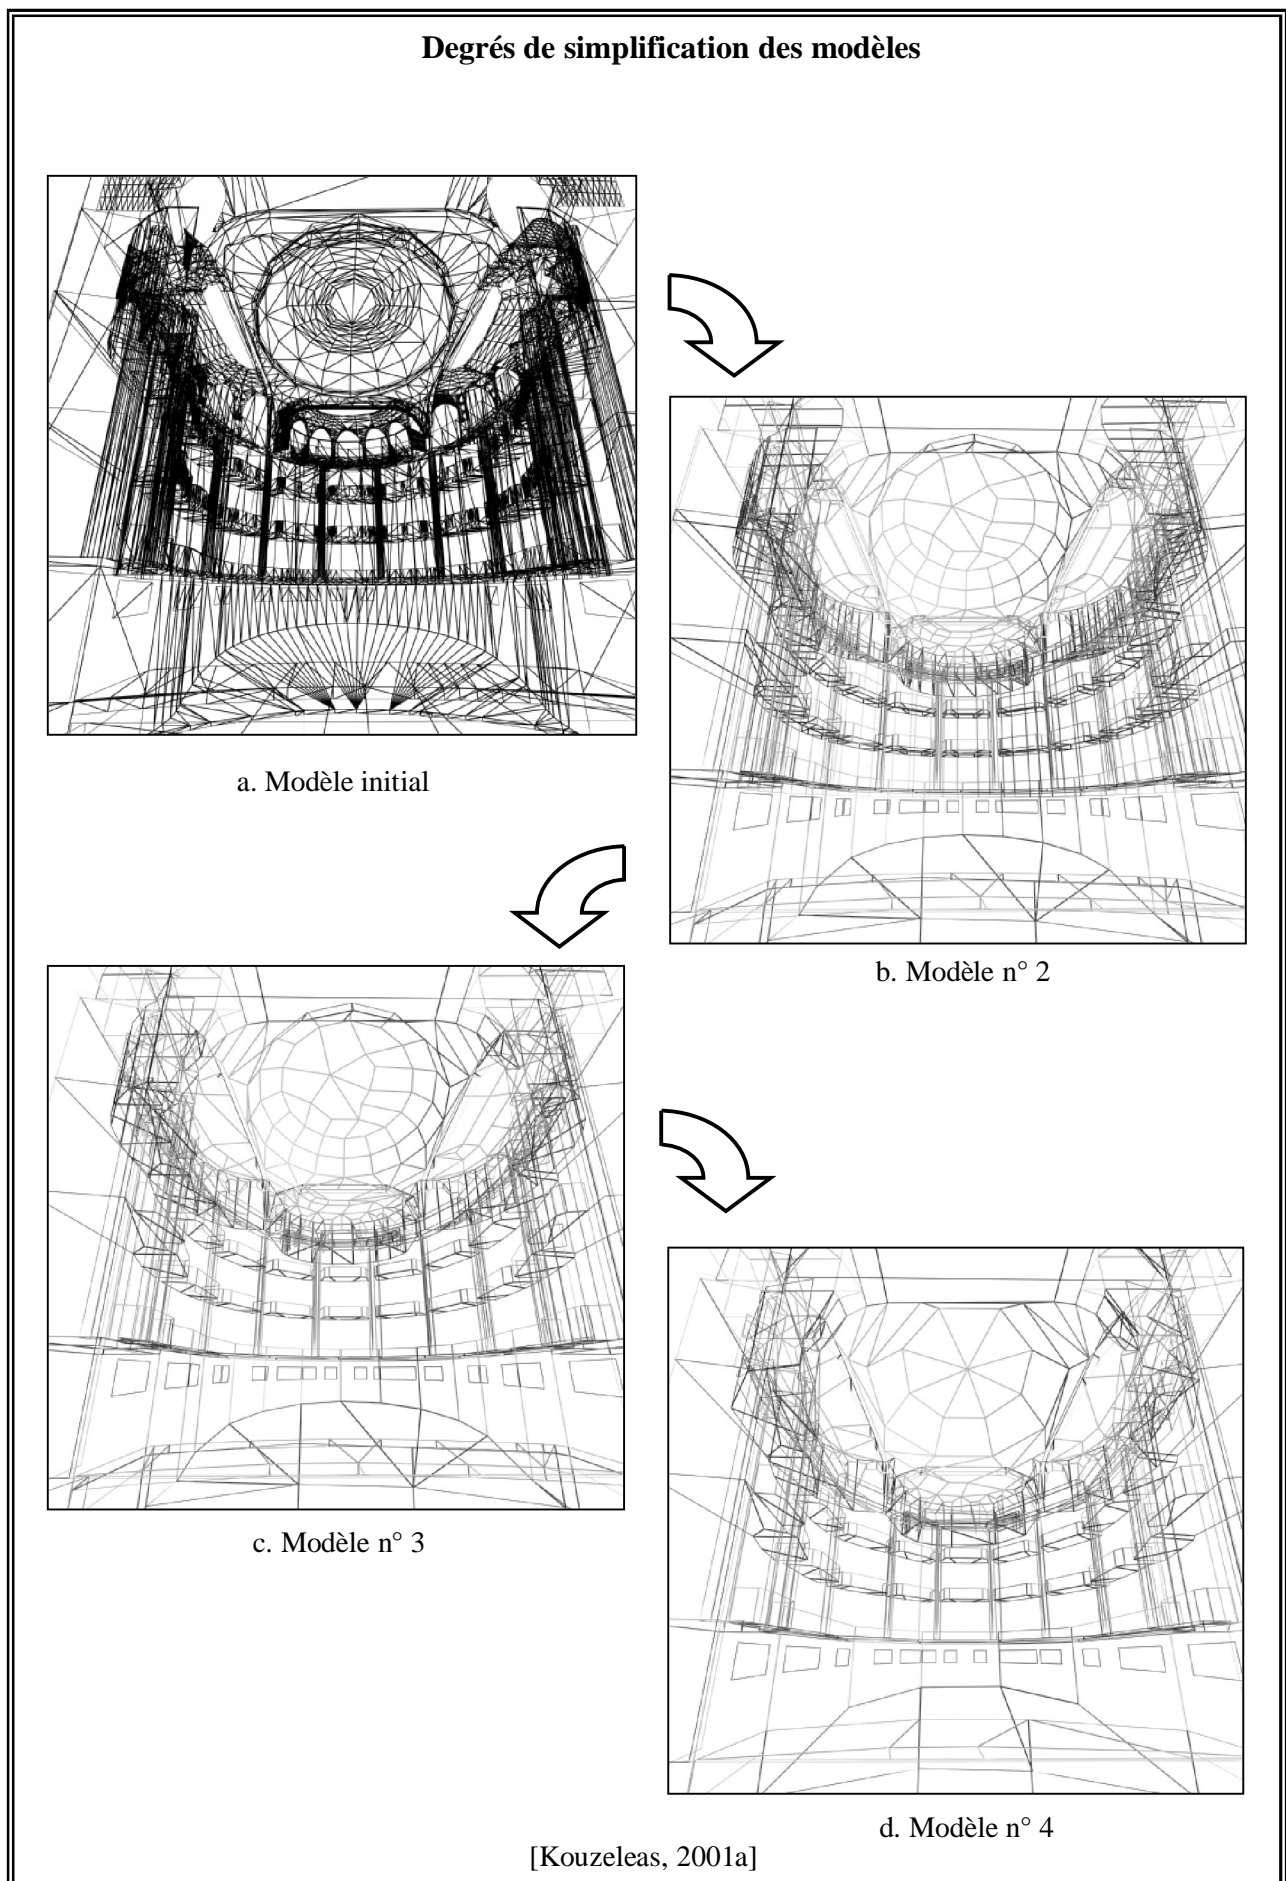 Degrés de simplification des modèles
a. Modèle initial
b. Modèle n° 2
c. Modèle n° 3
d. Modèle n° 4
[Kouzeleas, 2001a]